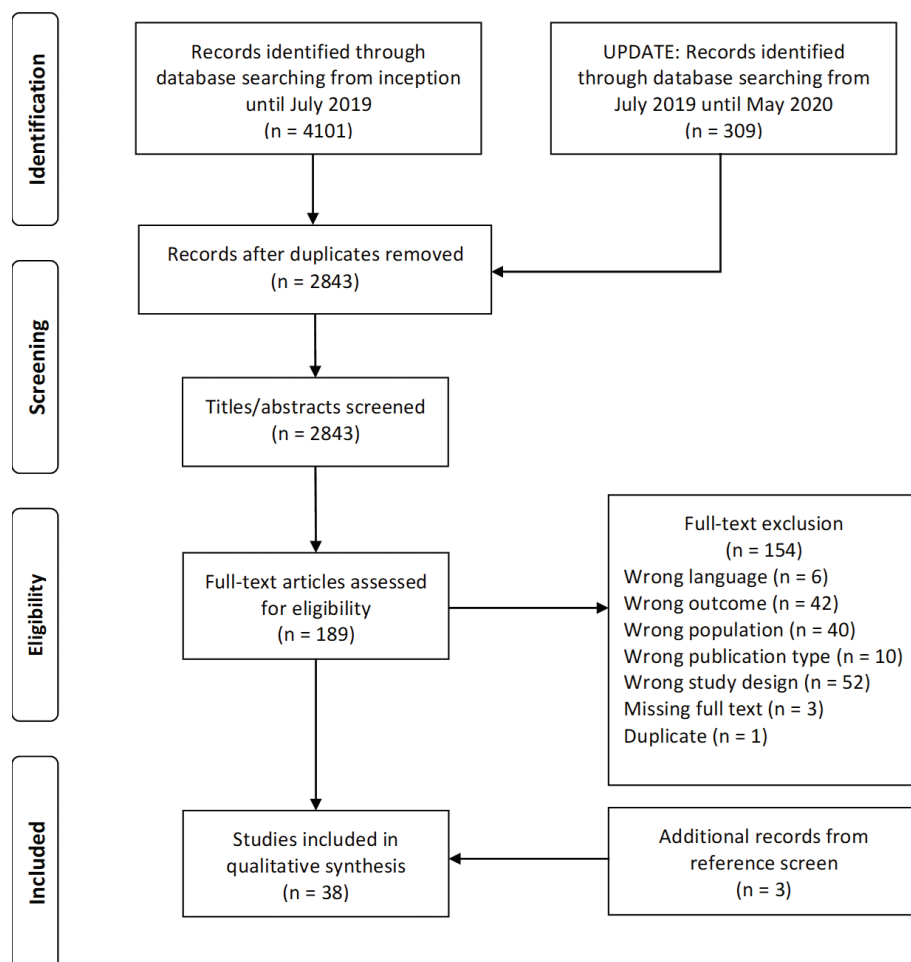 Identification
Records identified through
database searching from inception
until July 2019
(n = 4101)
UPDATE: Records identified
through database searching from
July 2019 until May 2020
(n = 309)
Screening
Records after duplicates removed
(n = 2843)
Titles/abstracts screened
(n = 2843)
Eligibility
Full-text articles assessed
for eligibility
(n = 189)
Full-text exclusion
(n = 154)
Wrong language (n = 6)
Wrong outcome (n = 42)
Wrong population (n = 40)
Wrong publication type (n = 10)
Wrong study design (n = 52)
Missing full text (n = 3)
Duplicate (n = 1)
Included
Studies included in
qualitative synthesis
(n = 38)
Additional records from
reference screen
(n = 3)